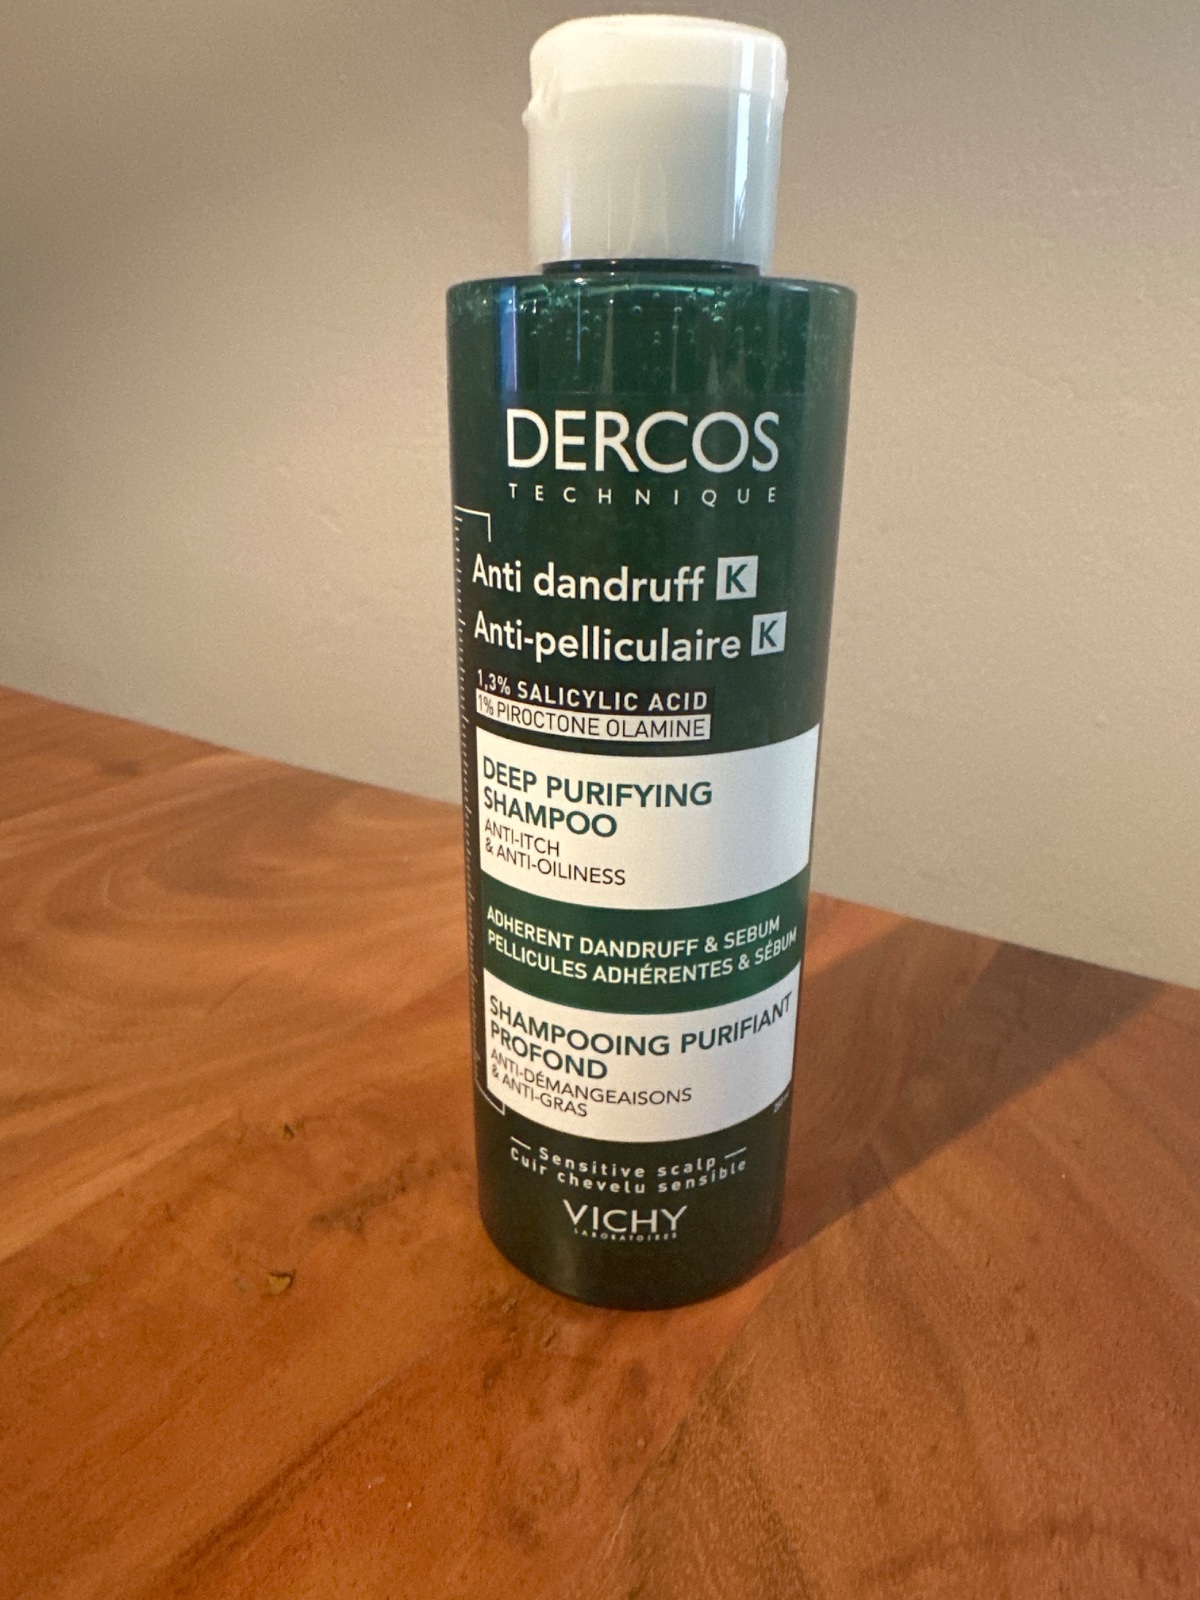 DERCOS
TECHNIQUE
Anti dandruff K
Anti-pelliculaire K
1,3% SALICYLIC ACID
1% PIROCTONE OLAMINE
DEEP PURIFYING
SHAMPOO
ANTI-ITCH
& ANTI-OILINESS
ADHERENT DANDRUFF & SEBUM
PELLICULES ADHÉRENTES & SÉBUM
SHAMPOOING PURIFIANT
PROFOND
ANTI-DÉMANGEAISONS
& ANTI-GRAS
Sensitive scalp
Cuir chevelu sensible
VICHY
LABORATOIRES